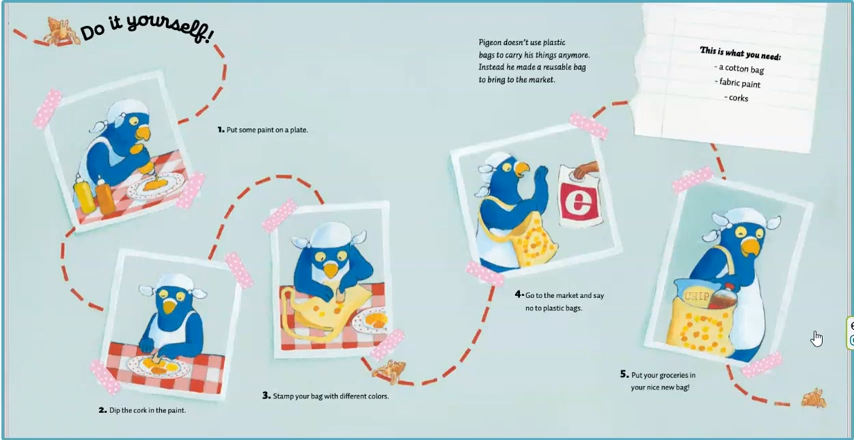 Do it yourself!
Pigeon doesn't use plastic
bags to carry his things anymore.
Instead he made a reusable bag
to bring to the market.
This is what you need:
- a cotton bag
- fabric paint
- corks
1. Put some paint on a plate.
2. Dip the cork in the paint.
3. Stamp your bag with different colors.
e
4. Go to the market and say
no to plastic bags.
CHIP
5. Put your groceries in
your nice new bag!